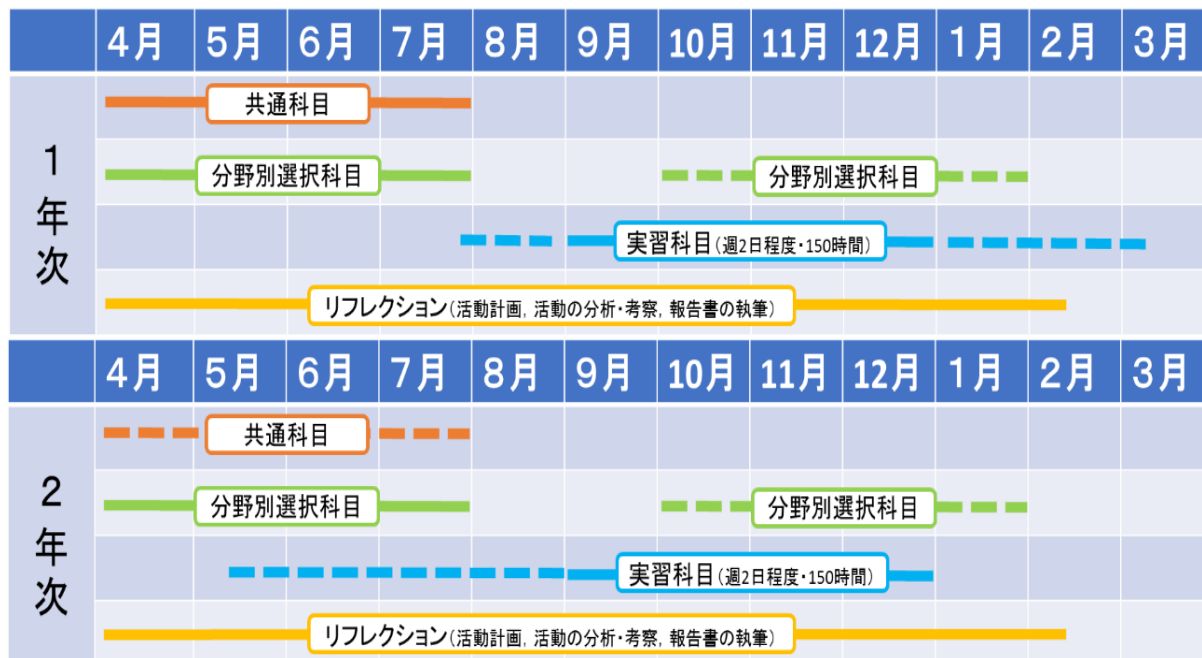 4月 5月 6月 7月 8月 9月 10月 11月 12月 1月 2月 3月
1年次
共通科目
分野別選択科目 分野別選択科目
実習科目(週2日程度・150時間)
リフレクション(活動計画, 活動の分析・考察, 報告書の執筆)
4月 5月 6月 7月 8月 9月 10月 11月 12月 1月 2月 3月
2年次
共通科目
分野別選択科目 分野別選択科目
実習科目(週2日程度・150時間)
リフレクション(活動計画, 活動の分析・考察, 報告書の執筆)